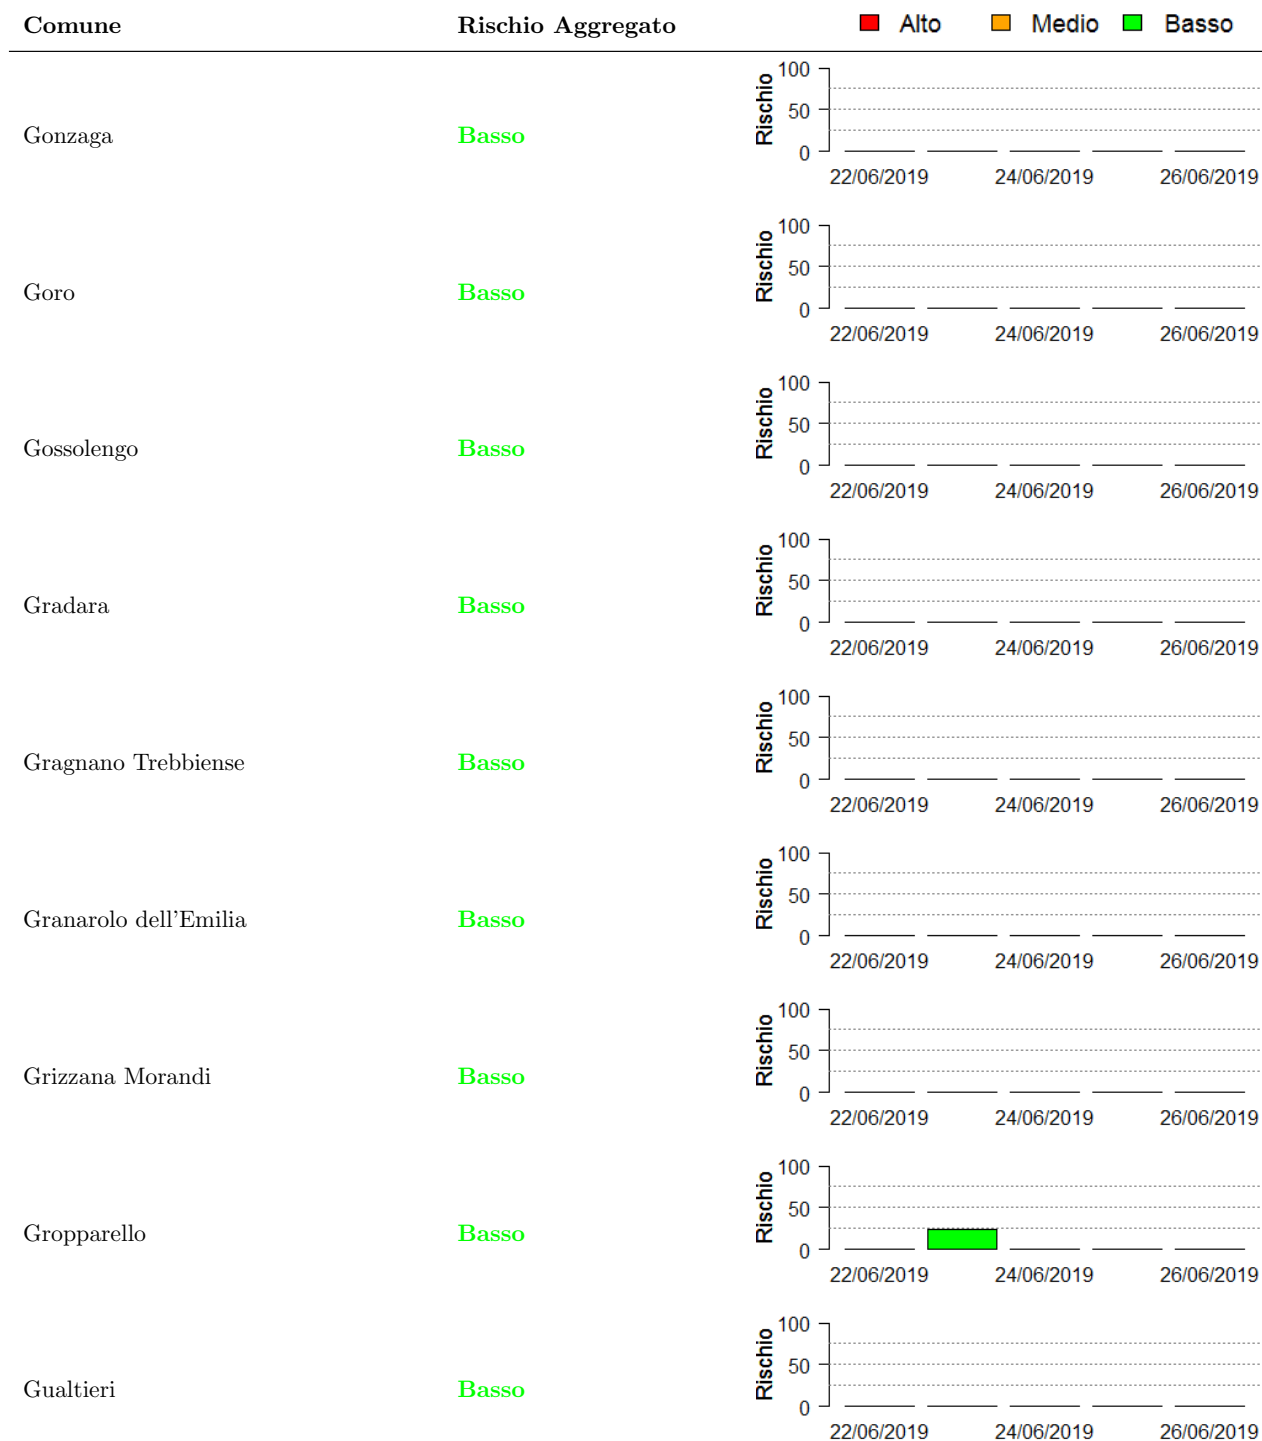 Comune Rischio Aggregato Alto Medio Basso
Gonzaga Basso Rischio 100 50 0
22/06/2019 24/06/2019 26/06/2019
Goro Basso Rischio 100 50 0
22/06/2019 24/06/2019 26/06/2019
Gossolengo Basso Rischio 100 50 0
22/06/2019 24/06/2019 26/06/2019
Gradara Basso Rischio 100 50 0
22/06/2019 24/06/2019 26/06/2019
Gragnano Trebbiense Basso Rischio 100 50 0
22/06/2019 24/06/2019 26/06/2019
Granarolo dell'Emilia Basso Rischio 100 50 0
22/06/2019 24/06/2019 26/06/2019
Grizzana Morandi Basso Rischio 100 50 0
22/06/2019 24/06/2019 26/06/2019
Gropparello Basso Rischio 100 50 0
22/06/2019 24/06/2019 26/06/2019
Gualtieri Basso Rischio 100 50 0
22/06/2019 24/06/2019 26/06/2019